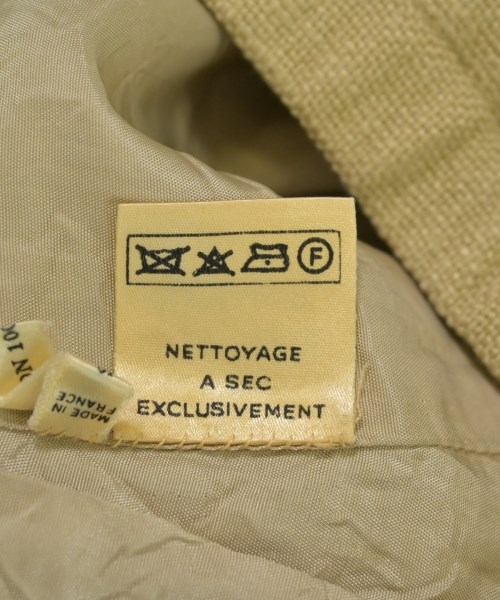 F
NETTOYAGE
A SEC
EXCLUSIVEMENT
MADE IN
FRANCE